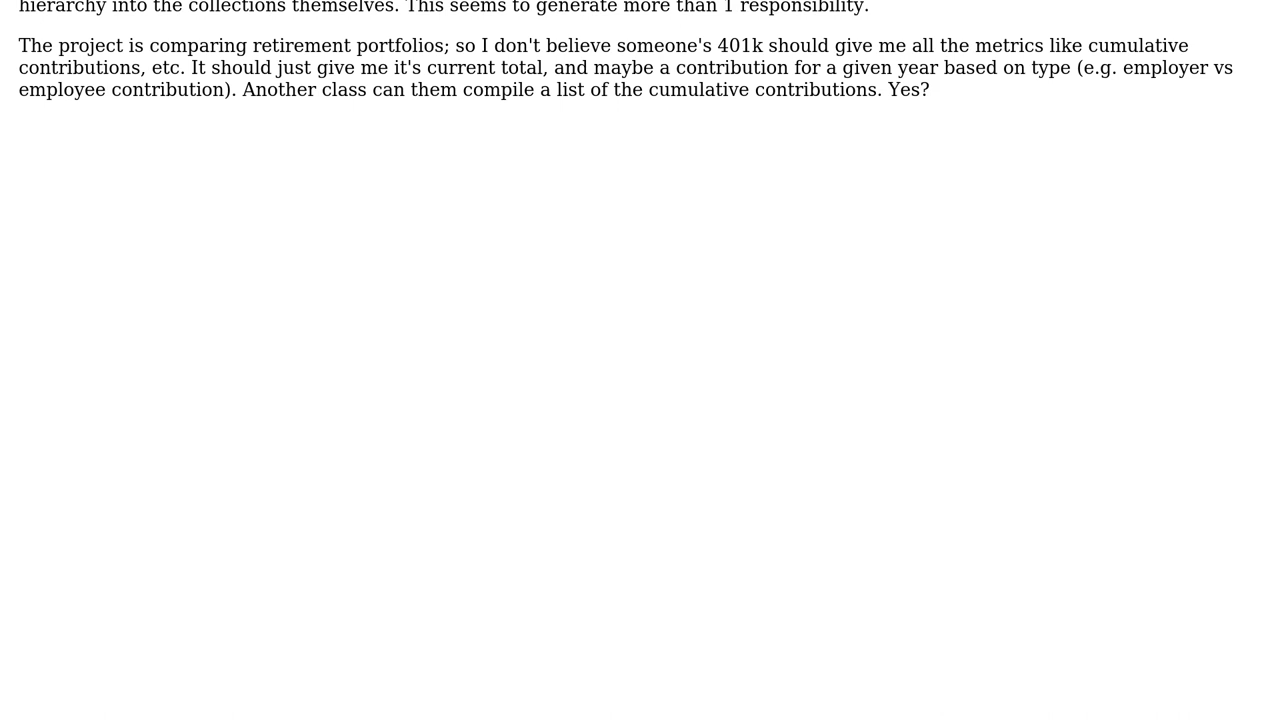 hierarchy into the collections themselves. This seems to generate more than 1 responsibility.
The project is comparing retirement portfolios; so I don't believe someone's 401k should give me all the metrics like cumulative
contributions, etc. It should just give me it's current total, and maybe a contribution for a given year based on type (e.g. employer vs
employee contribution). Another class can them compile a list of the cumulative contributions. Yes?